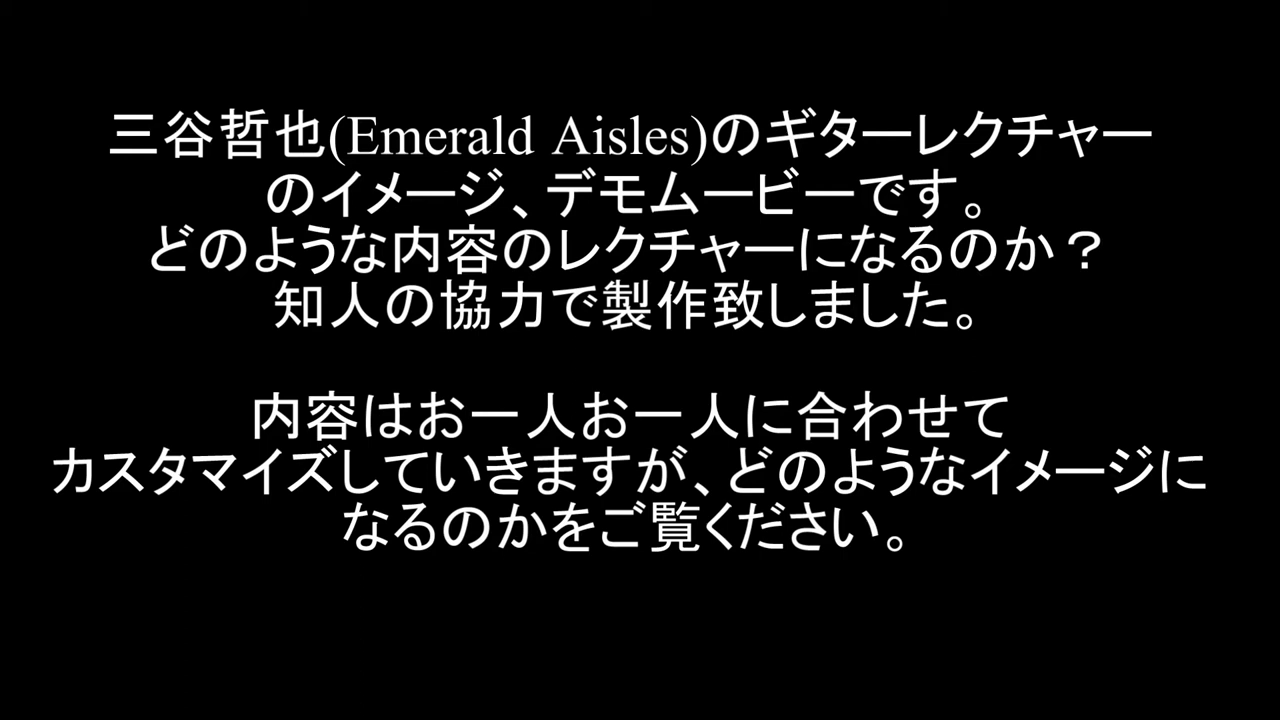 三谷哲也(Emerald Aisles)のギターレクチャー
のイメージ、デモムービーです。
どのような内容のレクチャーになるのか？
知人の協力で製作致しました。
内容はお一人お一人に合わせて
カスタマイズしていきますが、どのようなイメージに
なるのかをご覧ください。